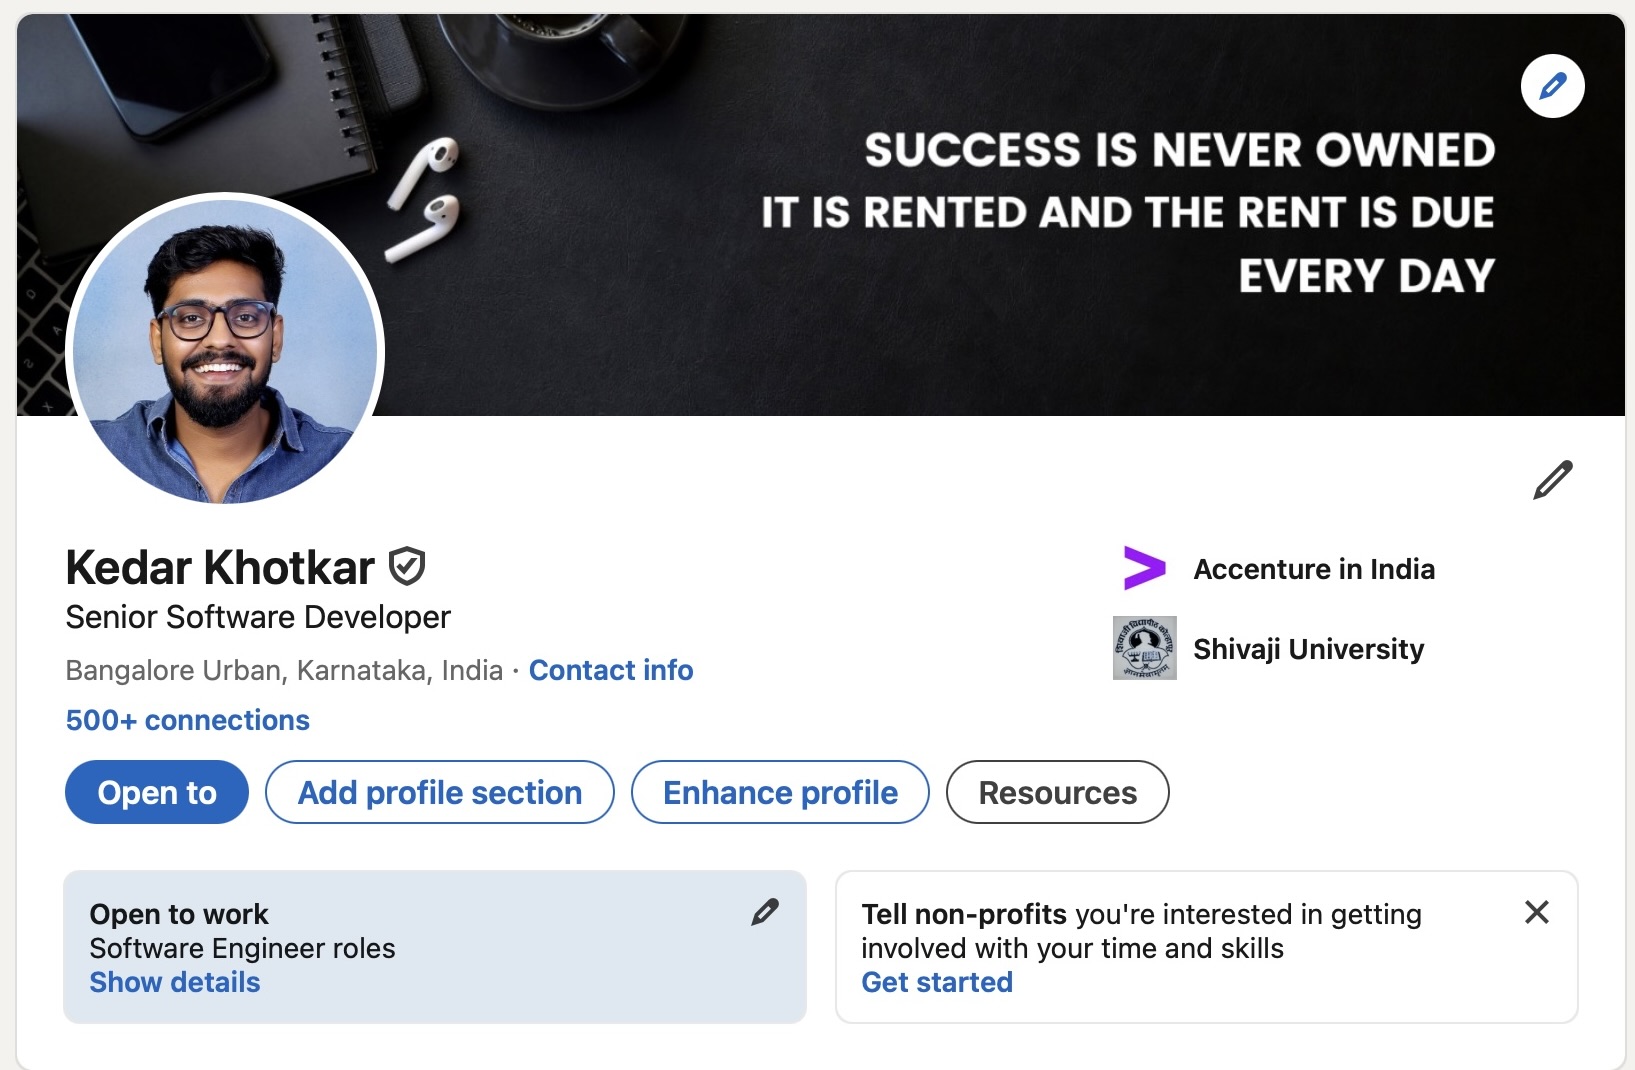 SUCCESS IS NEVER OWNED
IT IS RENTED AND THE RENT IS DUE
EVERY DAY
Kedar Khotkar
Senior Software Developer
Bangalore Urban, Karnataka, India · Contact info
500+ connections
Accenture in India
Shivaji University
Open to
Add profile section
Enhance profile
Resources
Open to work
Software Engineer roles
Show details
Tell non-profits you're interested in getting
involved with your time and skills
Get started